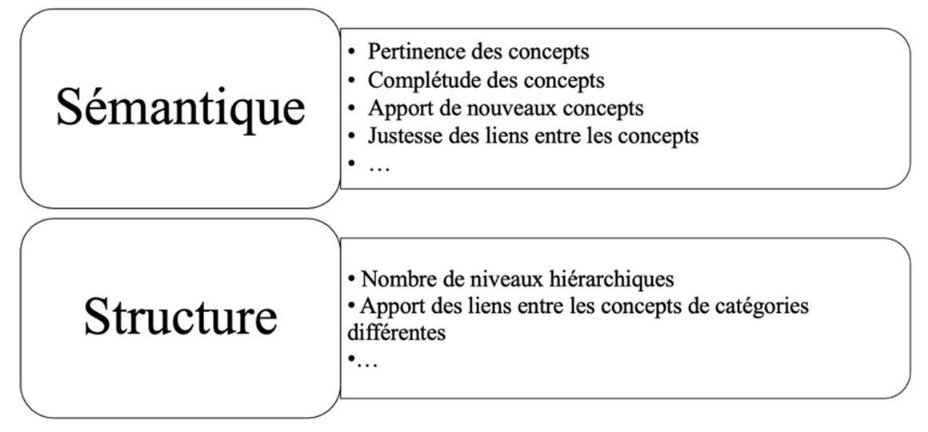 Sémantique
• Pertinence des concepts
• Complétude des concepts
• Apport de nouveaux concepts
• Justesse des liens entre les concepts
• …
Structure
• Nombre de niveaux hiérarchiques
• Apport des liens entre les concepts de catégories
différentes
•…